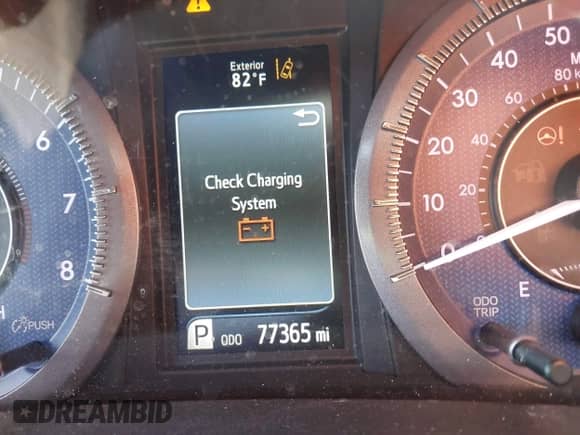 Exterior
82°F
Check Charging
System
P ODO 77365 mi
6
7
8
H
PUSH
50
40
30
20
10
0
M
80 K
60
40
20
0
E
ODO
TRIP
DREAMBID